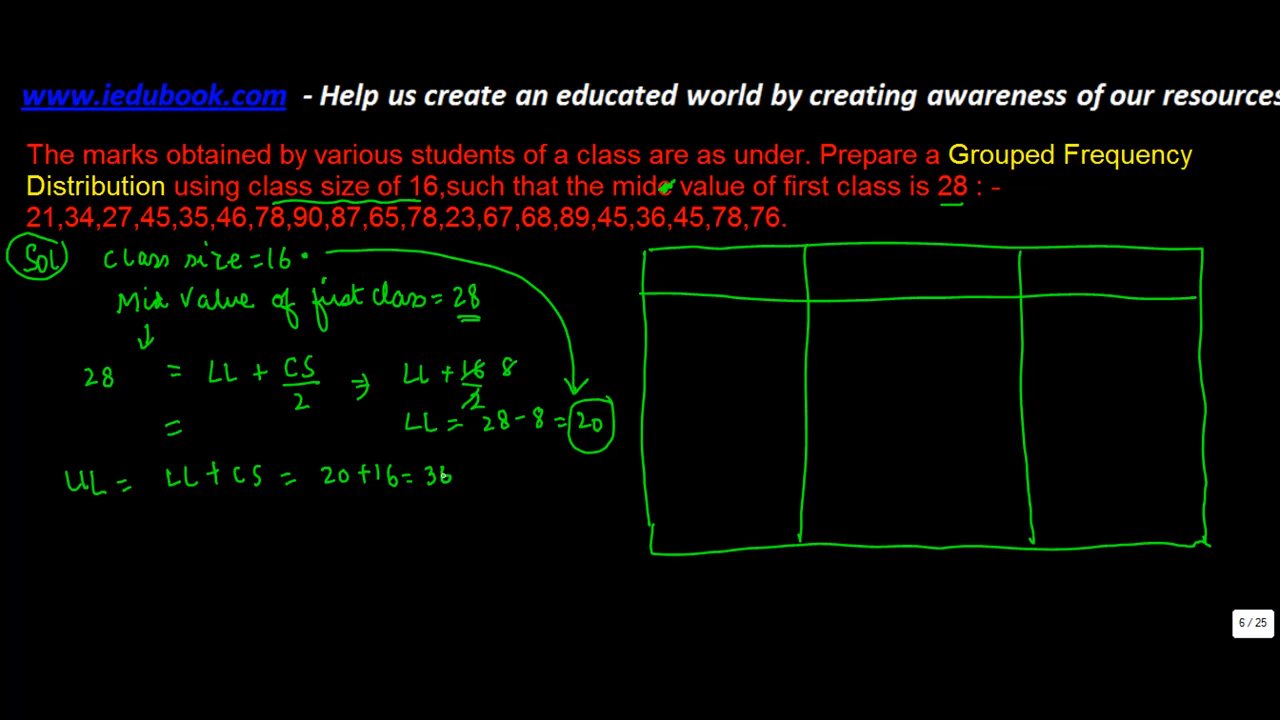 www.iedubook.com - Help us create an educated world by creating awareness of our resources
The marks obtained by various students of a class are as under. Prepare a Grouped Frequency
Distribution using class size of 16,such that the mid value of first class is 28 : -
21,34,27,45,35,46,78,90,87,65,78,23,67,68,89,45,36,45,78,76.
Sol Class size = 16
Mid Value of first class = 28
28 = LL + CS/2 ⇒ LL + 16/2 8
= LL = 28 - 8 = 20
UL = LL + CS = 20 + 16 = 36
6 / 25